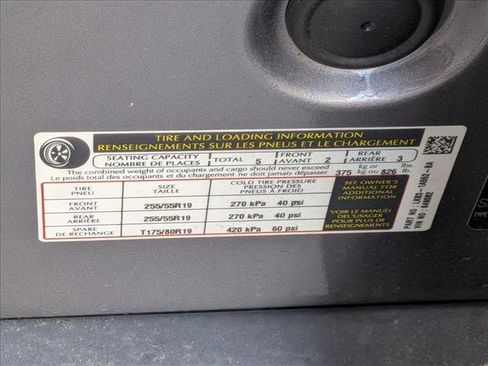 TIRE AND LOADING INFORMATION
RENSEIGNEMENTS SUR LES PNEUS ET LE CHARGEMENT
SEATING CAPACITY
NOMBRE DE PLACES
TOTAL 5
FRONT
AVANT 2
REAR
ARRIÈRE 3
The combined weight of occupants and cargo should never exceed
Le poids total des occupants et du chargement ne doit jamais dépasser
375 kg or
kg ou 826 lbs.
lb.
TIRE
PNEU
SIZE
TAILLE
COLD TIRE PRESSURE
PRESSION DES
PNEUS À FROID
FRONT
AVANT
255/55R19
270 kPa 40 psi
REAR
ARRIÈRE
255/55R19
270 kPa 40 psi
SPARE
DE RECHANGE
T175/80R19
420 kPa 60 psi
SEE OWNER'S
MANUAL FOR
ADDITIONAL
INFORMATION
VOIR LE MANUEL
DE L'USAGER
POUR PLUS DE
RENSEIGNEMENTS
PART NO
VIN NO
TYPE